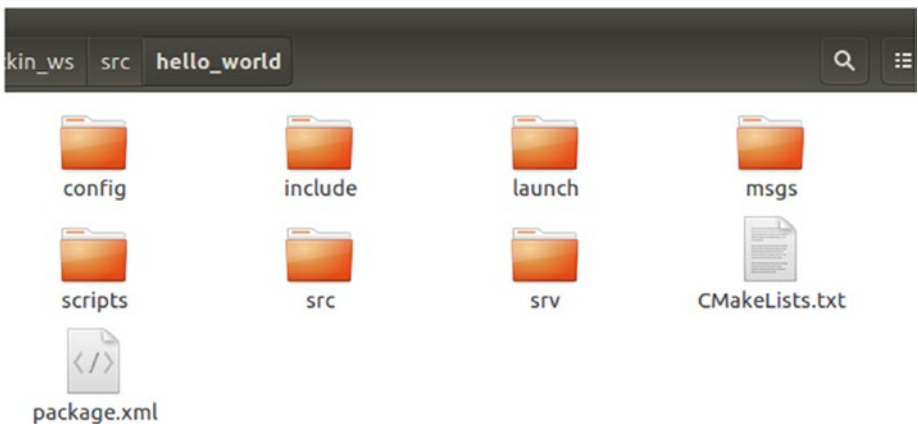 kin_ws src hello_world
config include launch msgs
scripts src srv CMakeLists.txt
package.xml